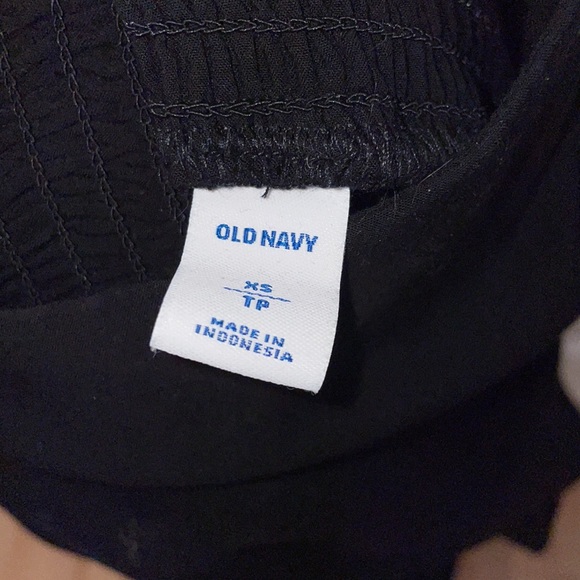 OLD NAVY
XS
TP
MADE IN
INDONESIA